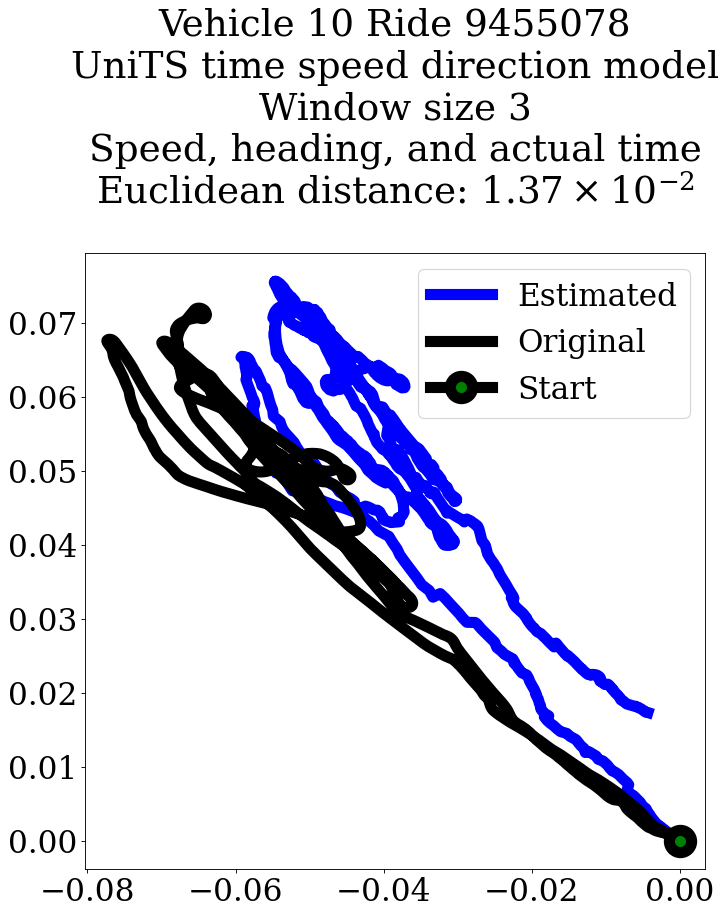 Vehicle 10 Ride 9455078
UniTS time speed direction model
Window size 3
Speed, heading, and actual time
Euclidean distance: 1.37 × 10⁻²
Estimated
Original
Start
0.07
0.06
0.05
0.04
0.03
0.02
0.01
0.00
−0.08 −0.06 −0.04 −0.02 0.00